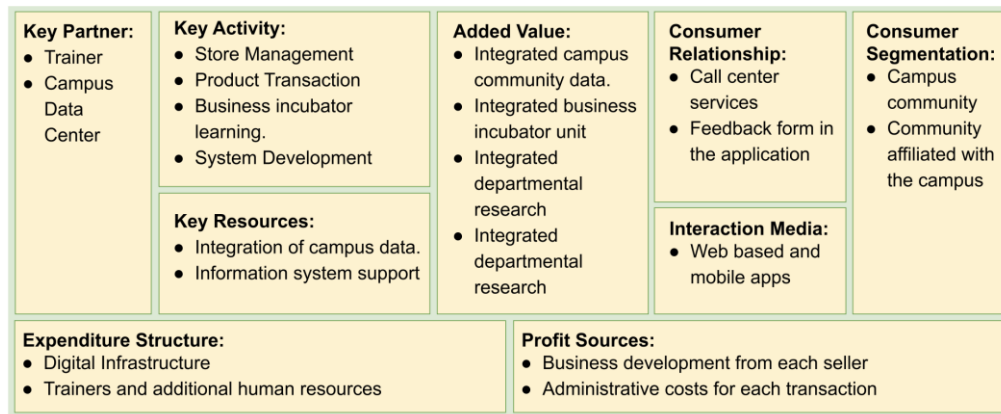 Key Partner:
● Trainer
● Campus
Data
Center
Key Activity:
● Store Management
● Product Transaction
● Business incubator
learning.
● System Development
Key Resources:
● Integration of campus data.
● Information system support
Added Value:
● Integrated campus
community data.
● Integrated business
incubator unit
● Integrated
departmental
research
● Integrated
departmental
research
Consumer
Relationship:
● Call center
services
● Feedback form in
the application
Interaction Media:
● Web based and
mobile apps
Consumer
Segmentation:
● Campus
community
● Community
affiliated with
the campus
Expenditure Structure:
● Digital Infrastructure
● Trainers and additional human resources
Profit Sources:
● Business development from each seller
● Administrative costs for each transaction